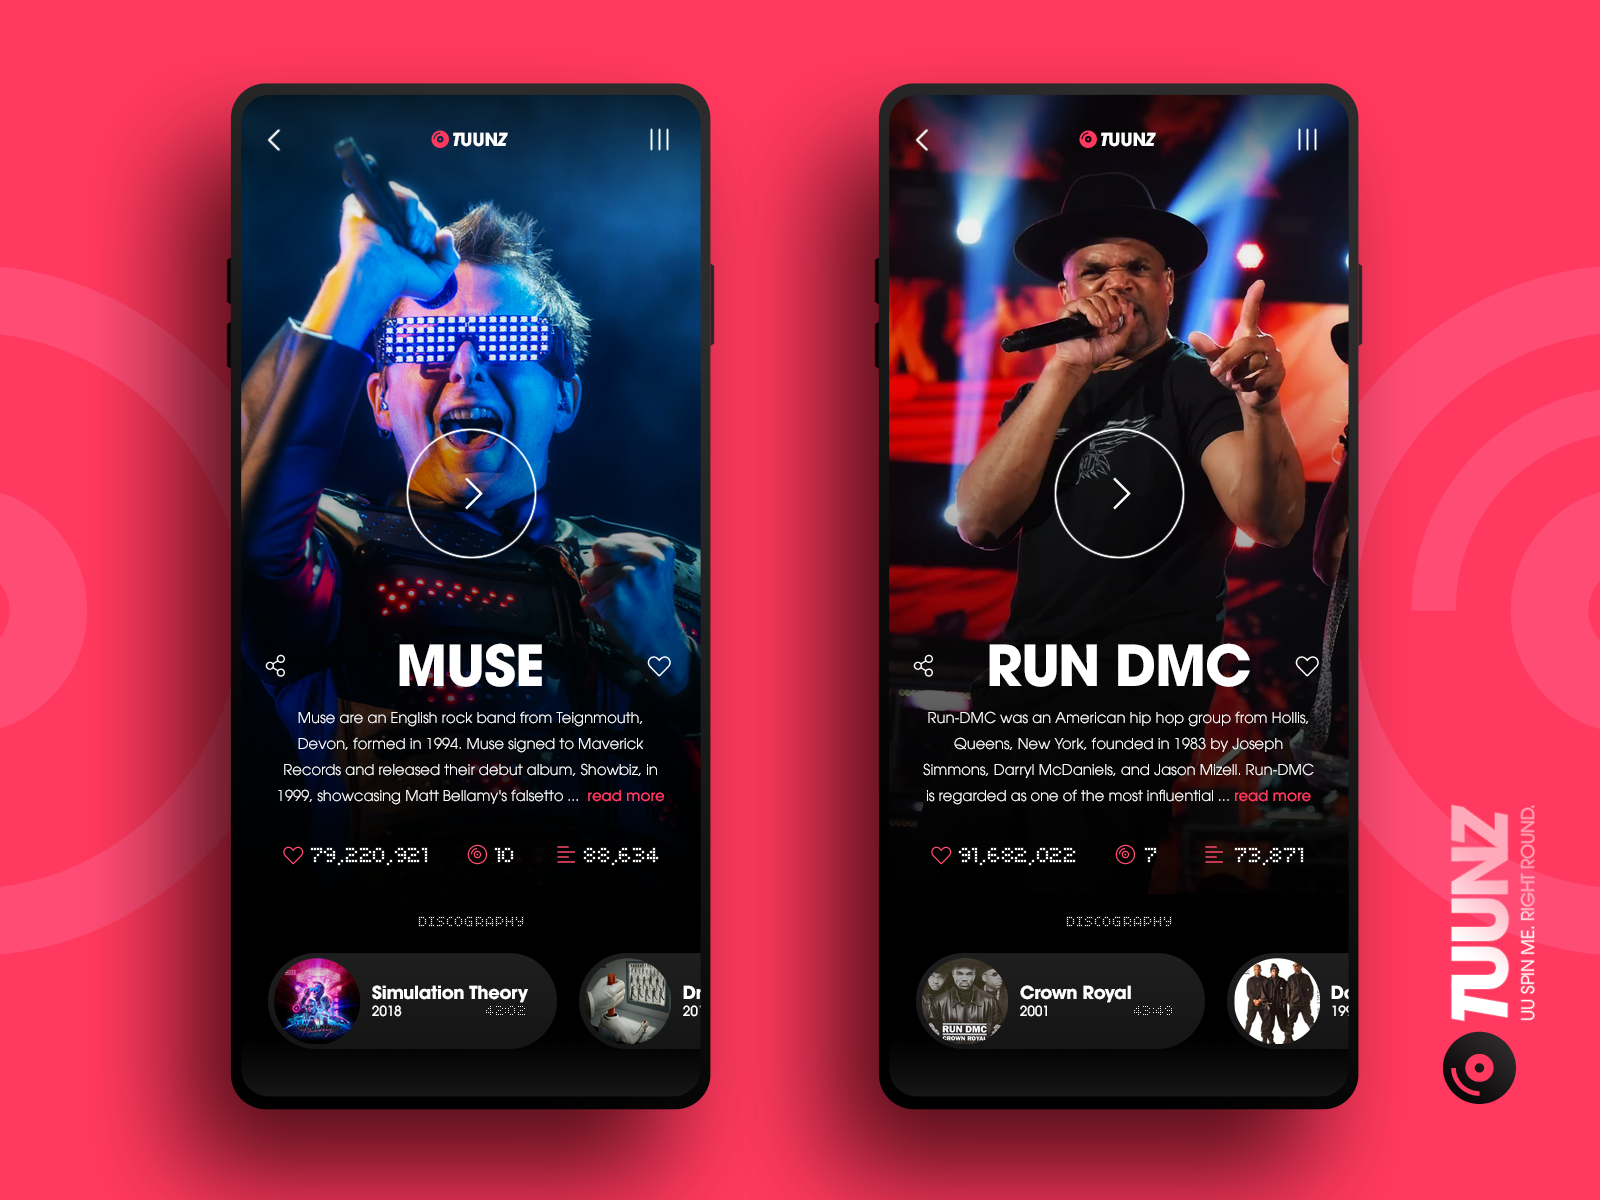 TUUNZ
MUSE
Muse are an English rock band from Teignmouth,
Devon, formed in 1994. Muse signed to Maverick
Records and released their debut album, Showbiz, in
1999, showcasing Matt Bellamy's falsetto ... read more
79,220,921 10 88,634
DISCOGRAPHY
Simulation Theory
2018 42:02
Dr
201
TUUNZ
RUN DMC
Run-DMC was an American hip hop group from Hollis,
Queens, New York, founded in 1983 by Joseph
Simmons, Darryl McDaniels, and Jason Mizell. Run-DMC
is regarded as one of the most influential ... read more
91,682,022 7 73,871
DISCOGRAPHY
RUN DMC
CROWN ROYAL
Crown Royal
2001 43:49
Do
199
TUUNZ
UU SPIN ME. RIGHT ROUND.